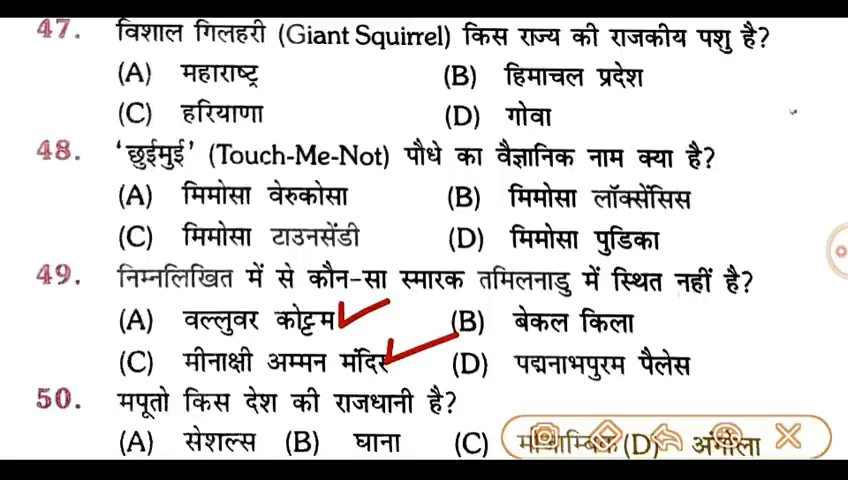 47. विशाल गिलहरी (Giant Squirrel) किस राज्य की राजकीय पशु है?
(A) महाराष्ट्र (B) हिमाचल प्रदेश
(C) हरियाणा (D) गोवा
48. 'छुईमुई' (Touch-Me-Not) पौधे का वैज्ञानिक नाम क्या है?
(A) मिमोसा वेरुकोसा (B) मिमोसा लॉक्सेंसिस
(C) मिमोसा टाउनसेंडी (D) मिमोसा पुडिका
49. निम्नलिखित में से कौन-सा स्मारक तमिलनाडु में स्थित नहीं है?
(A) वल्लुवर कोट्टम (B) बेकल किला
(C) मीनाक्षी अम्मन मंदिर (D) पद्मनाभपुरम पैलेस
50. मपूतो किस देश की राजधानी है?
(A) सेशल्स (B) घाना (C) (D) अंगोला